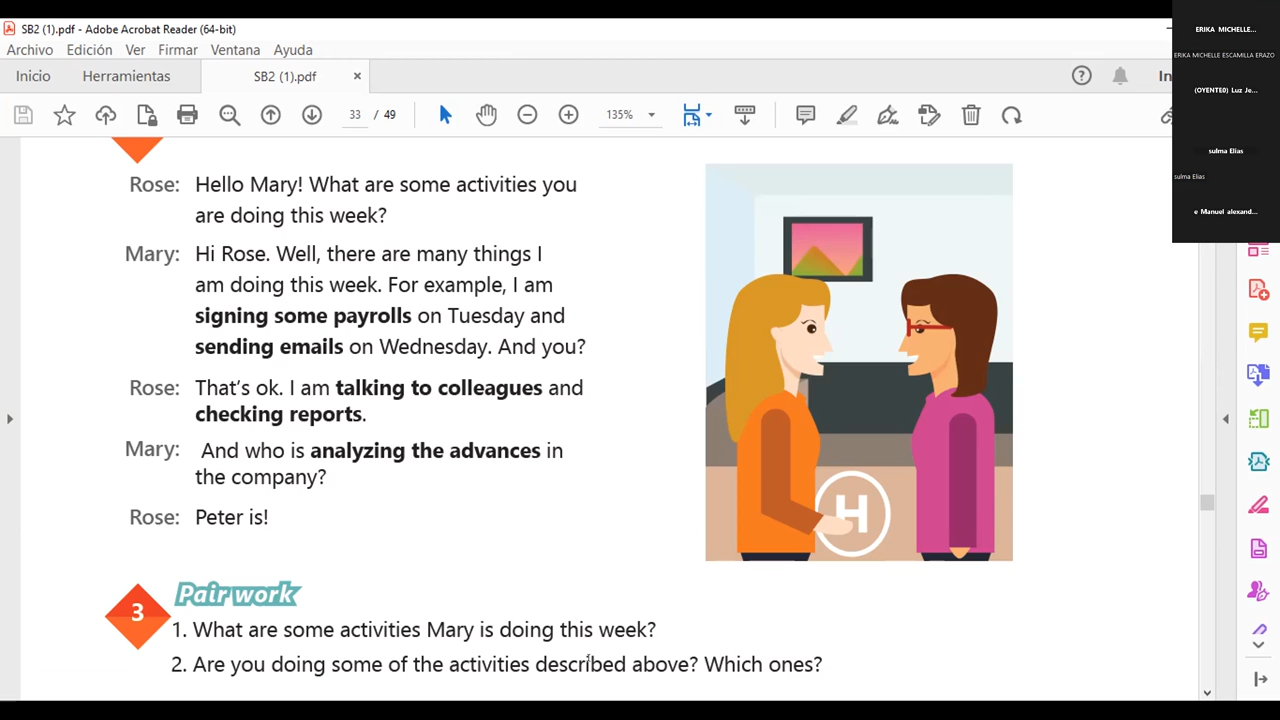 SB2 (1).pdf - Adobe Acrobat Reader (64-bit)
Archivo Edición Ver Firmar Ventana Ayuda
Inicio Herramientas SB2 (1).pdf ×
33 / 49 135%
ERIKA MICHELLE...
ERIKA MICHELLE ESCAMILLA ERAZO
(OYENTE0) Luz Je...
sulma Elias
sulma Elias
e Manuel alexand...
Rose: Hello Mary! What are some activities you
are doing this week?
Mary: Hi Rose. Well, there are many things I
am doing this week. For example, I am
signing some payrolls on Tuesday and
sending emails on Wednesday. And you?
Rose: That's ok. I am talking to colleagues and
checking reports.
Mary: And who is analyzing the advances in
the company?
Rose: Peter is!
H
3 Pair work
1. What are some activities Mary is doing this week?
2. Are you doing some of the activities described above? Which ones?